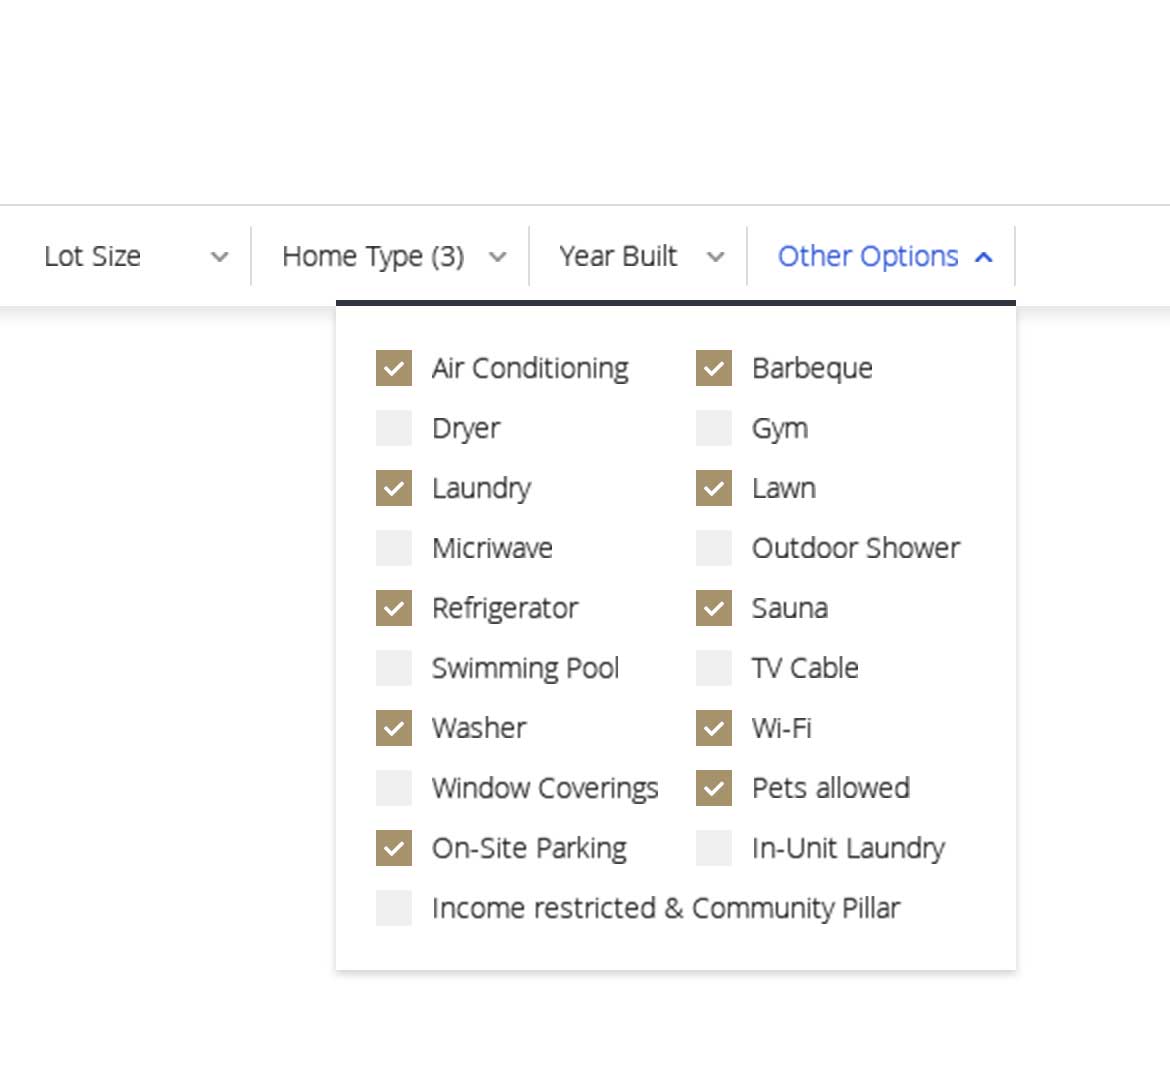 Lot Size Home Type (3) Year Built Other Options
Air Conditioning Barbeque
Dryer Gym
Laundry Lawn
Micriwave Outdoor Shower
Refrigerator Sauna
Swimming Pool TV Cable
Washer Wi-Fi
Window Coverings Pets allowed
On-Site Parking In-Unit Laundry
Income restricted & Community Pillar